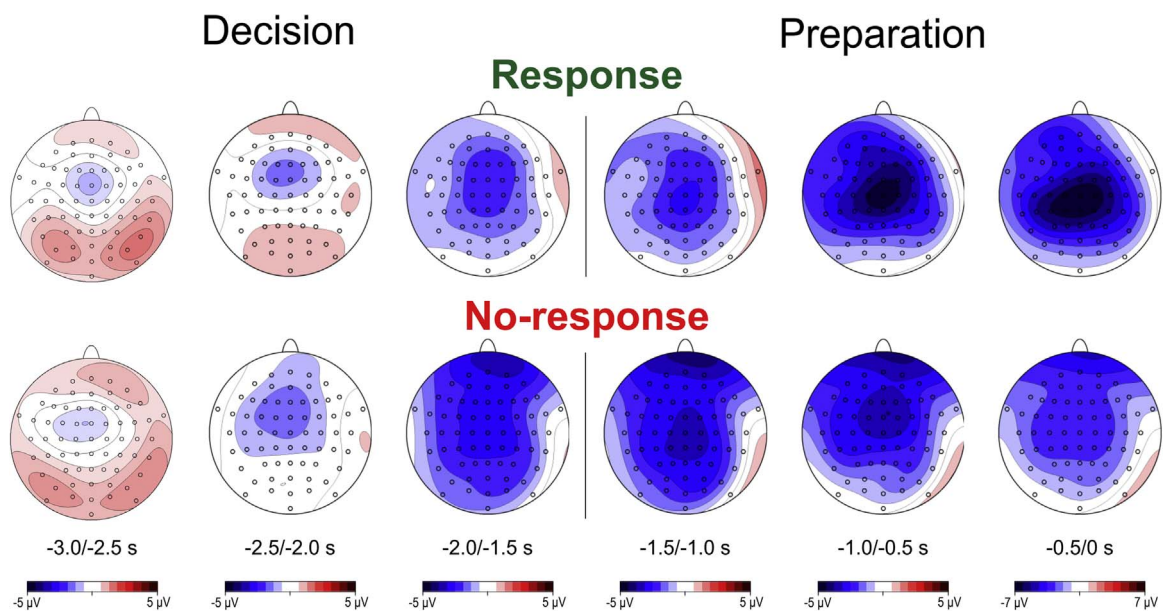 Decision Preparation
Response
No-response
-3.0/-2.5 s -2.5/-2.0 s -2.0/-1.5 s -1.5/-1.0 s -1.0/-0.5 s -0.5/0 s
-5 µV 5 µV -5 µV 5 µV -5 µV 5 µV -5 µV 5 µV -5 µV 5 µV -7 µV 7 µV